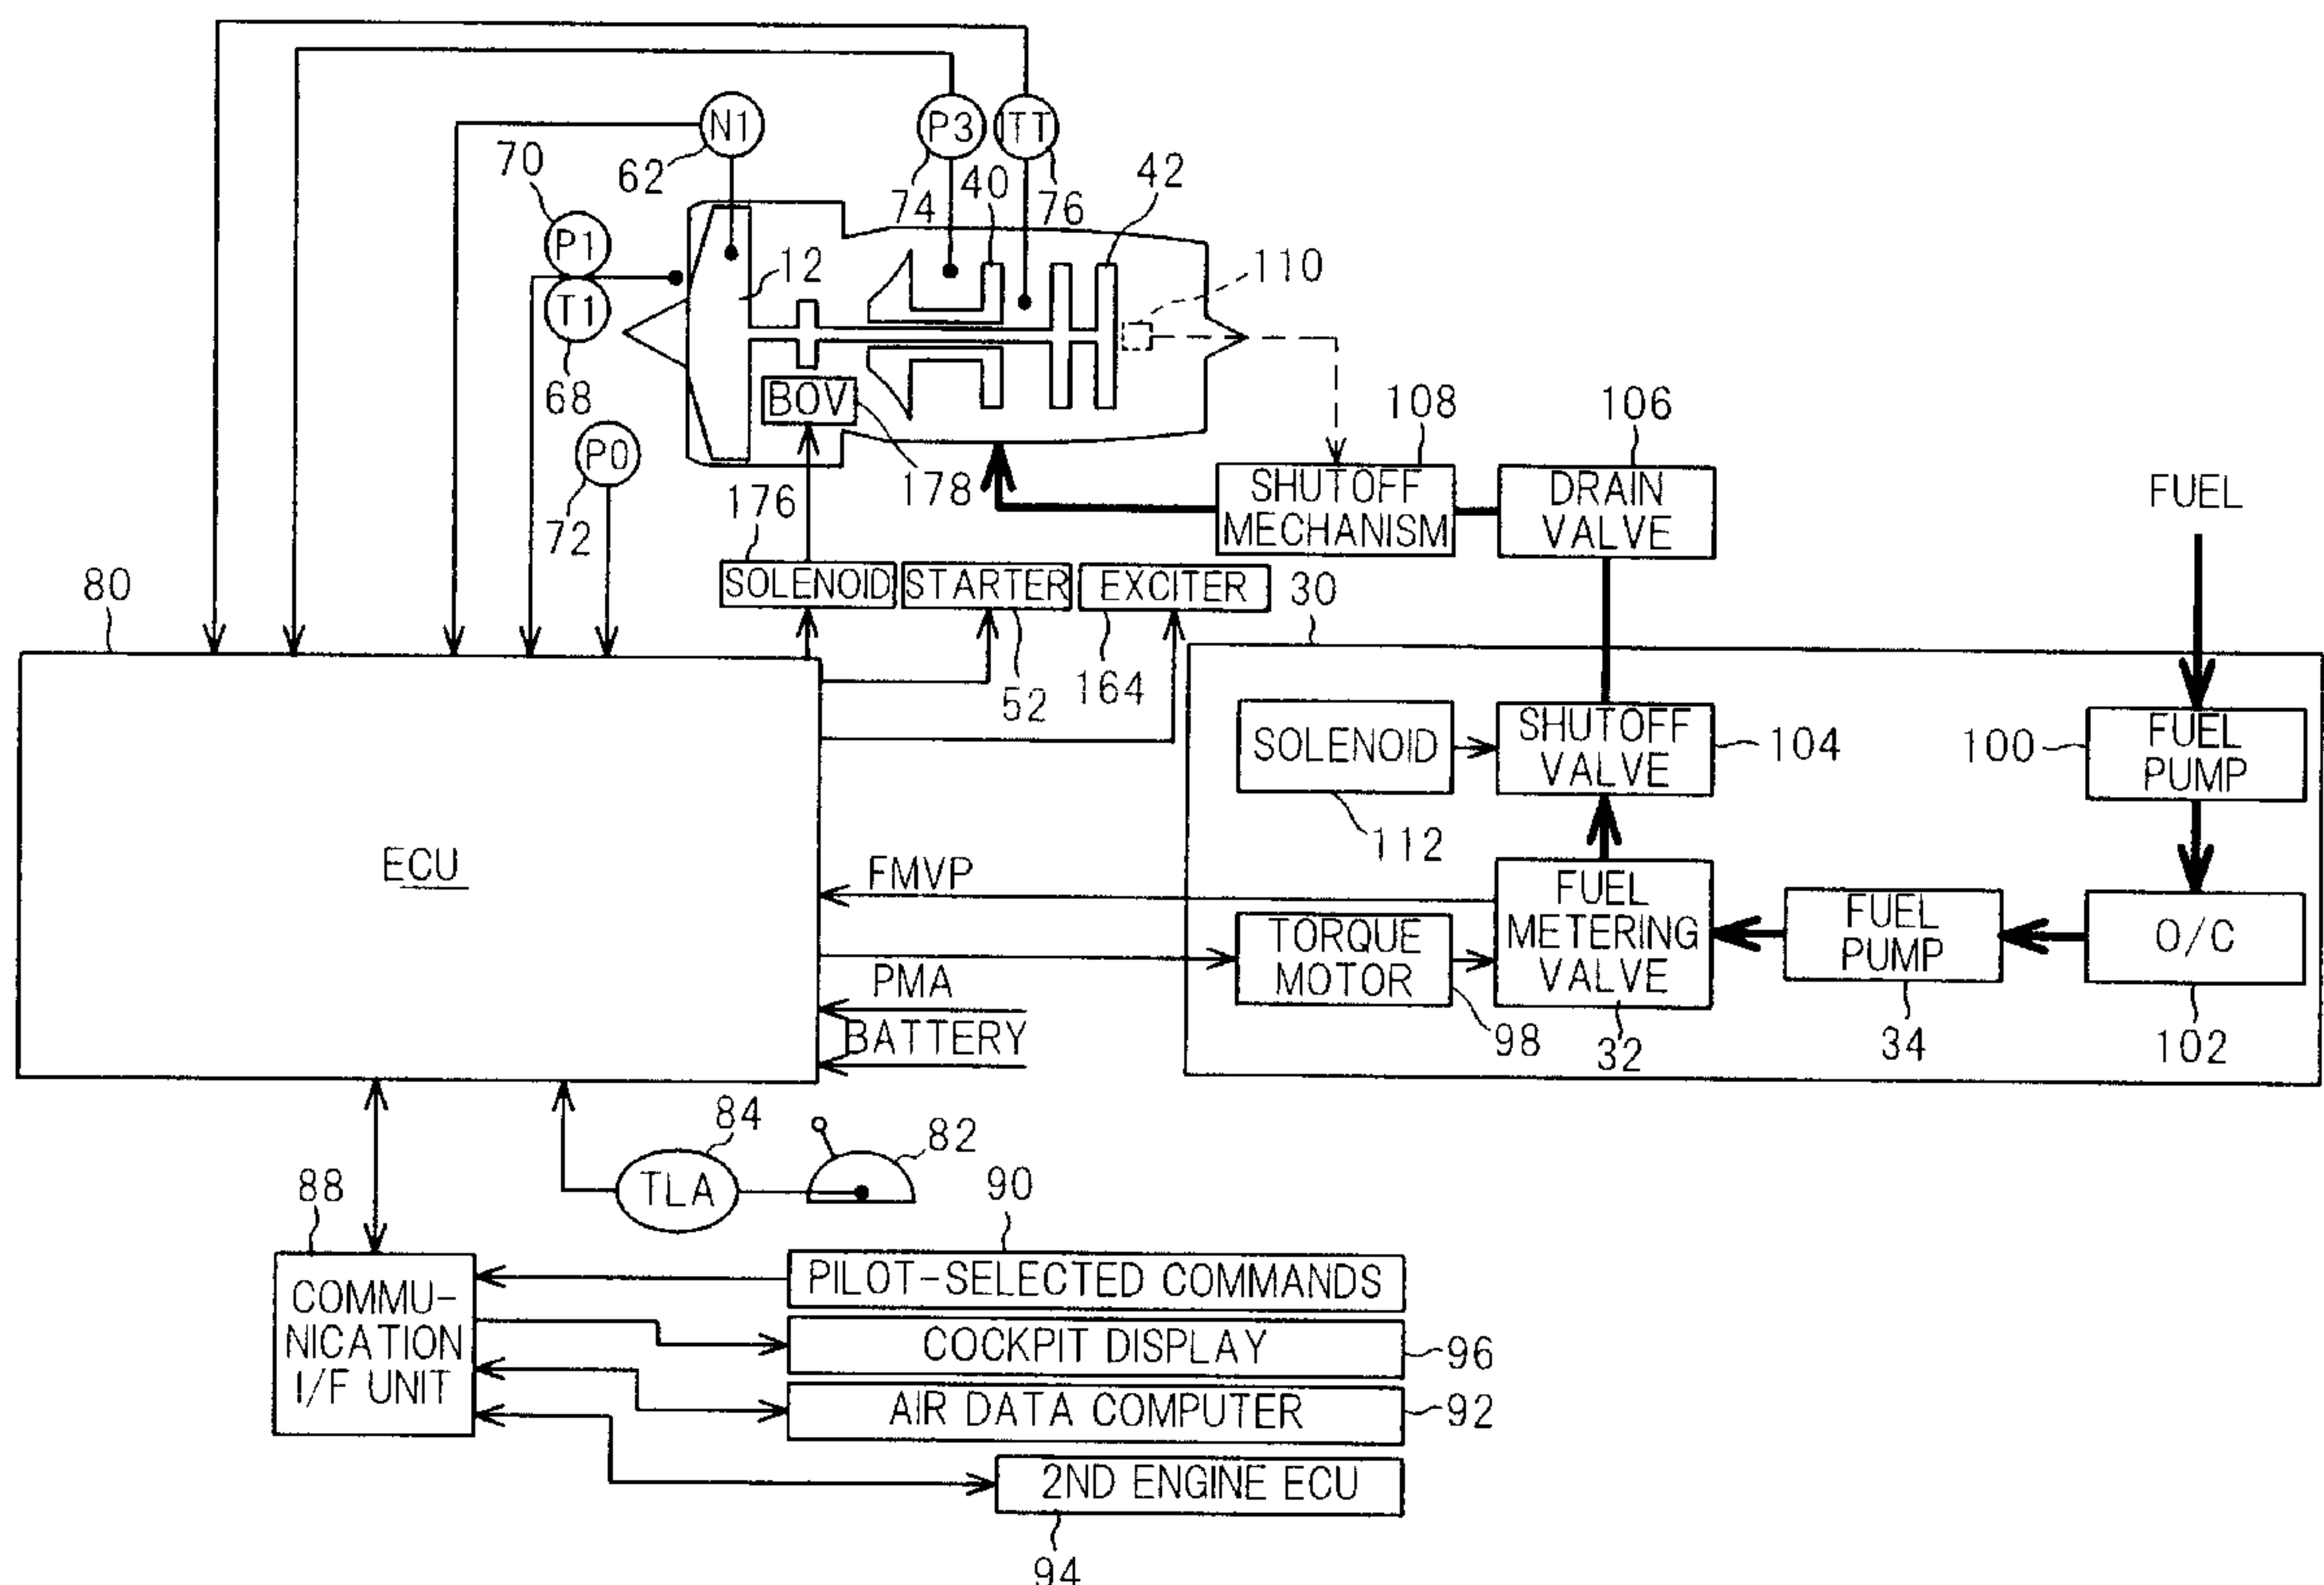 N1
P3
ITT
70
62
74
40
76
42
P1
12
110
T1
68
BOV
108
106
P0
176
178
SHUTOFF
MECHANISM
DRAIN
VALVE
FUEL
72
80
SOLENOID
STARTER
EXCITER
30
52
164
SOLENOID
SHUTOFF
VALVE
104
100
FUEL
PUMP
112
ECU
FMVP
FUEL
METERING
VALVE
FUEL
PUMP
O/C
TORQUE
MOTOR
PMA
BATTERY
98
32
34
102
84
82
88
TLA
90
COMMU-
NICATION
I/F UNIT
PILOT-SELECTED COMMANDS
COCKPIT DISPLAY
96
AIR DATA COMPUTER
92
2ND ENGINE ECU
94